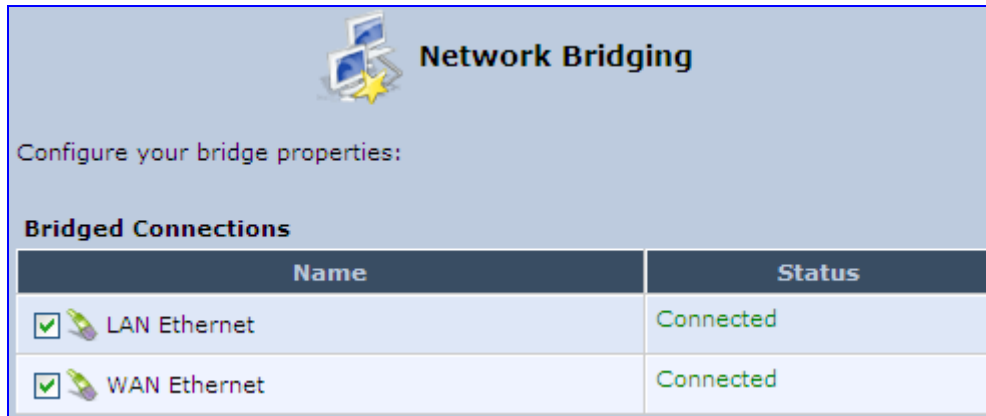 Network Bridging
Configure your bridge properties:
Bridged Connections
Name Status
LAN Ethernet Connected
WAN Ethernet Connected